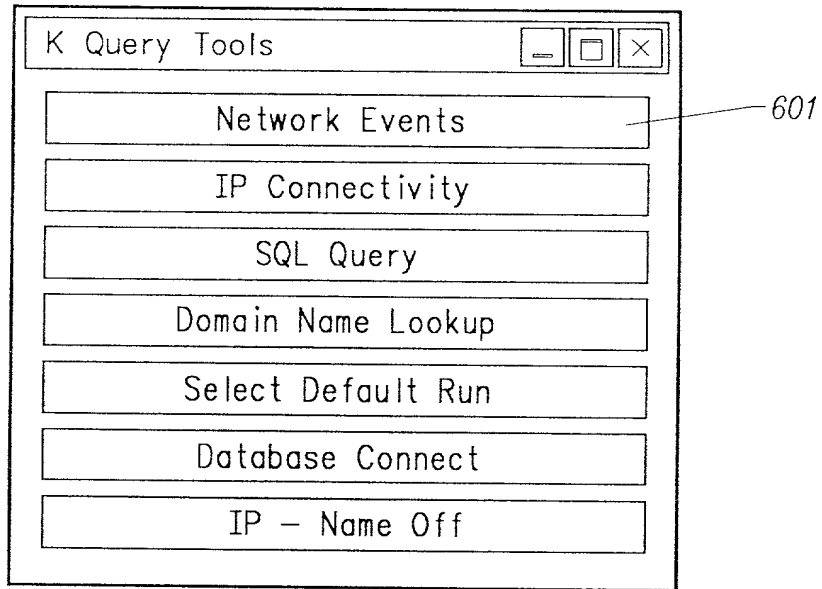 K Query Tools
Network Events
601
IP Connectivity
SQL Query
Domain Name Lookup
Select Default Run
Database Connect
IP – Name Off